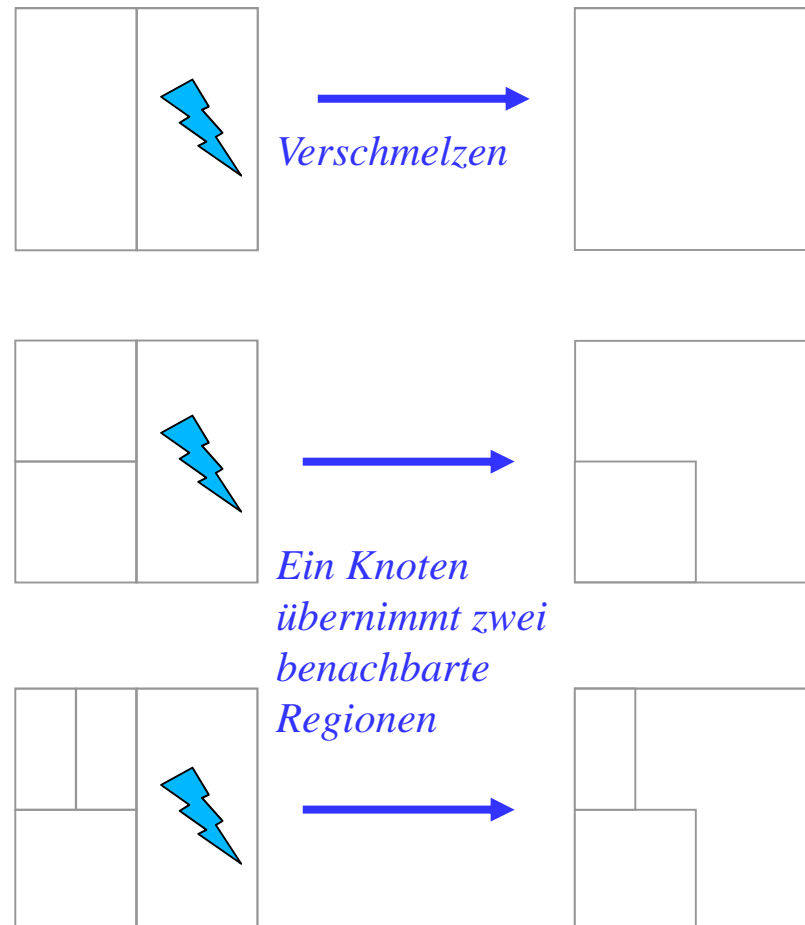 Verschmelzen
Ein Knoten
übernimmt zwei
benachbarte
Regionen